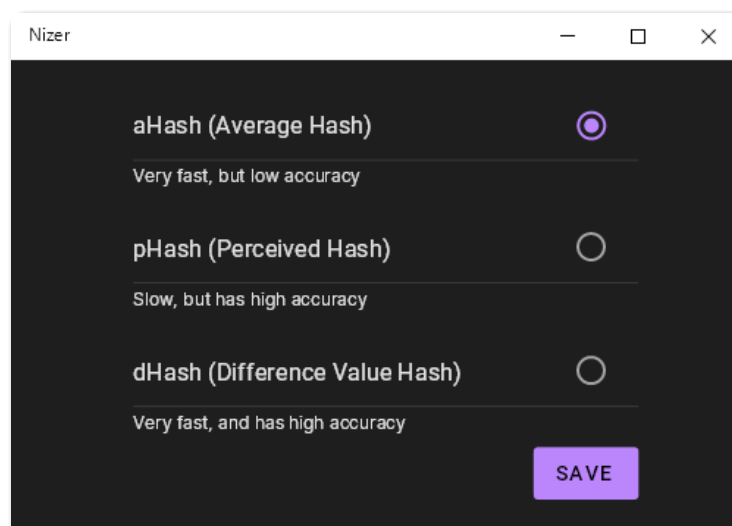 Nizer
aHash (Average Hash)
Very fast, but low accuracy
pHash (Perceived Hash)
Slow, but has high accuracy
dHash (Difference Value Hash)
Very fast, and has high accuracy
SAVE